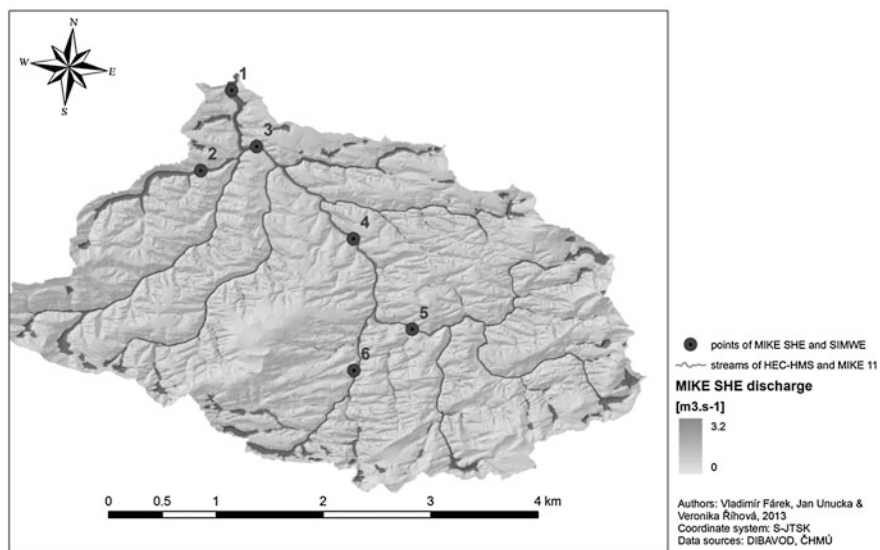 N
W
E
S
1
2
3
4
5
6
0 0.5 1 2 3 4 km
points of MIKE SHE and SIMWE
streams of HEC-HMS and MIKE 11
MIKE SHE discharge
[m3.s-1]
3.2
0
Authors: Vladimír Fárek, Jan Unucka &
Veronika Říhová, 2013
Coordinate system: S-JTSK
Data sources: DIBAVOD, ČHMÚ